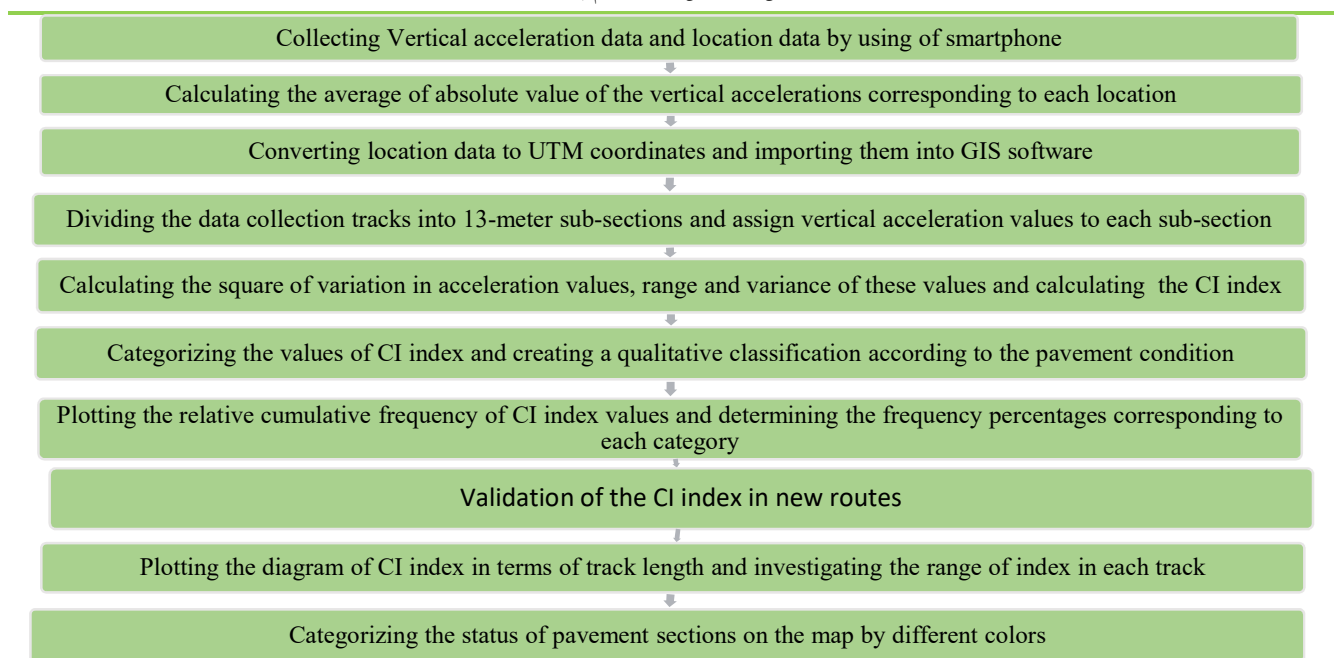 Collecting Vertical acceleration data and location data by using of smartphone
Calculating the average of absolute value of the vertical accelerations corresponding to each location
Converting location data to UTM coordinates and importing them into GIS software
Dividing the data collection tracks into 13-meter sub-sections and assign vertical acceleration values to each sub-section
Calculating the square of variation in acceleration values, range and variance of these values and calculating the CI index
Categorizing the values of CI index and creating a qualitative classification according to the pavement condition
Plotting the relative cumulative frequency of CI index values and determining the frequency percentages corresponding to
each category
Validation of the CI index in new routes
Plotting the diagram of CI index in terms of track length and investigating the range of index in each track
Categorizing the status of pavement sections on the map by different colors